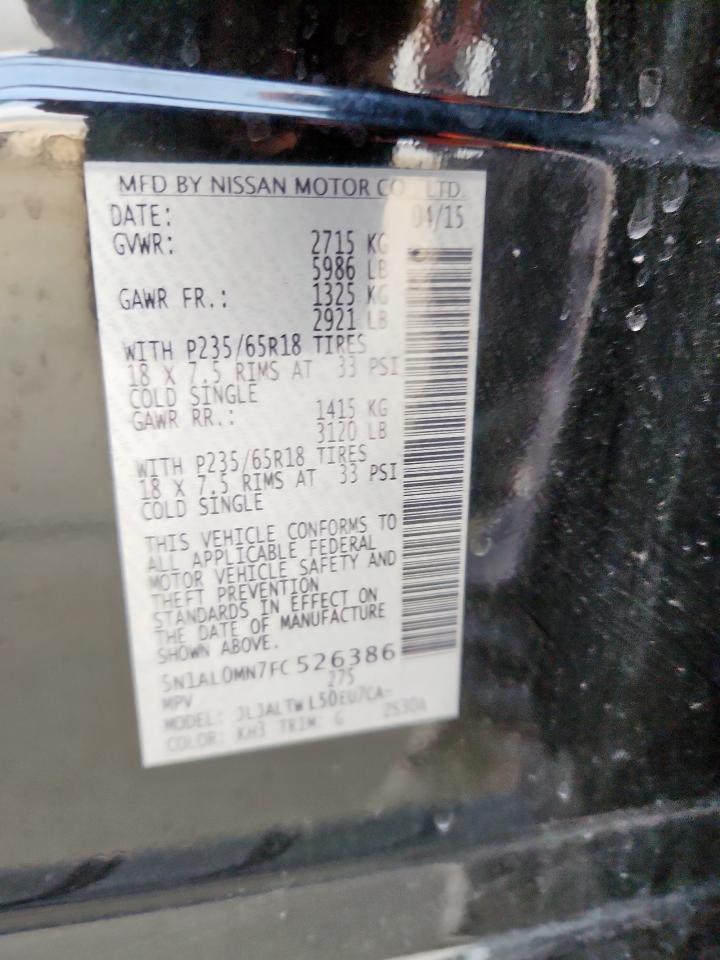 MFD BY NISSAN MOTOR CO., LTD.
DATE: 04/15
GVWR: 2715 KG
5986 LB
GAWR FR.: 1325 KG
2921 LB
WITH P235/65R18 TIRES
18 X 7.5 RIMS AT 33 PSI
COLD SINGLE
GAWR RR.: 1415 KG
3120 LB
WITH P235/65R18 TIRES
18 X 7.5 RIMS AT 33 PSI
COLD SINGLE
THIS VEHICLE CONFORMS TO
ALL APPLICABLE FEDERAL
MOTOR VEHICLE SAFETY AND
THEFT PREVENTION
STANDARDS IN EFFECT ON
THE DATE OF MANUFACTURE
SHOWN ABOVE.
5N1AL0MN7FC526386
MPV 275
MODEL: JLJALTWL50EU7CA-
COLOR: KH3 TRIM: G 2530A